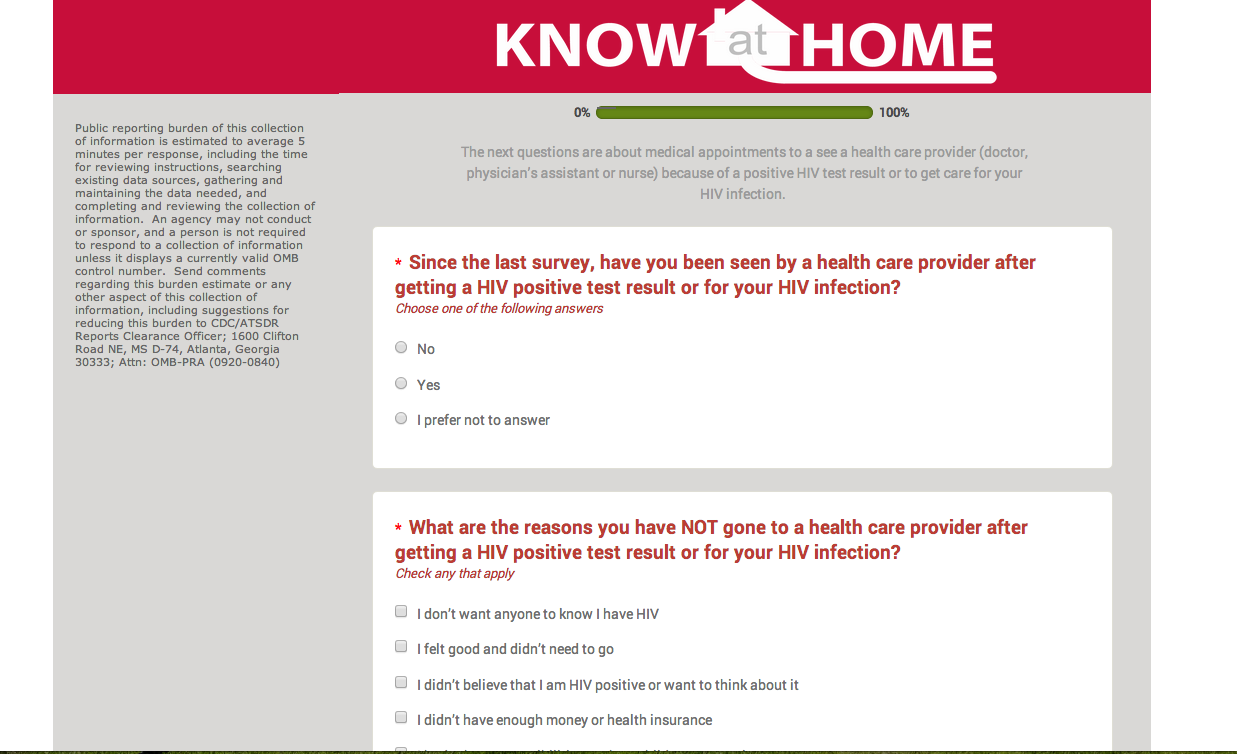 KNOW at HOME
0% 100%
Public reporting burden of this collection
of information is estimated to average 5
minutes per response, including the time
for reviewing instructions, searching
existing data sources, gathering and
maintaining the data needed, and
completing and reviewing the collection of
information.  An agency may not conduct
or sponsor, and a person is not required
to respond to a collection of information
unless it displays a currently valid OMB
control number.  Send comments
regarding this burden estimate or any
other aspect of this collection of
information, including suggestions for
reducing this burden to CDC/ATSDR
Reports Clearance Officer; 1600 Clifton
Road NE, MS D-74, Atlanta, Georgia
30333; Attn: OMB-PRA (0920-0840)
The next questions are about medical appointments to a see a health care provider (doctor,
physician's assistant or nurse) because of a positive HIV test result or to get care for your
HIV infection.
* Since the last survey, have you been seen by a health care provider after
getting a HIV positive test result or for your HIV infection?
Choose one of the following answers
No
Yes
I prefer not to answer
* What are the reasons you have NOT gone to a health care provider after
getting a HIV positive test result or for your HIV infection?
Check any that apply
I don't want anyone to know I have HIV
I felt good and didn't need to go
I didn't believe that I am HIV positive or want to think about it
I didn't have enough money or health insurance